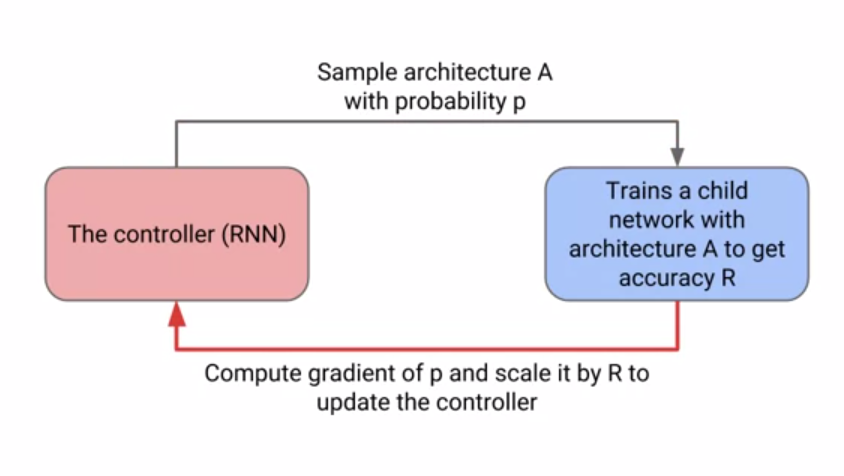 Sample architecture A
with probability p
The controller (RNN)
Trains a child
network with
architecture A to get
accuracy R
Compute gradient of p and scale it by R to
update the controller